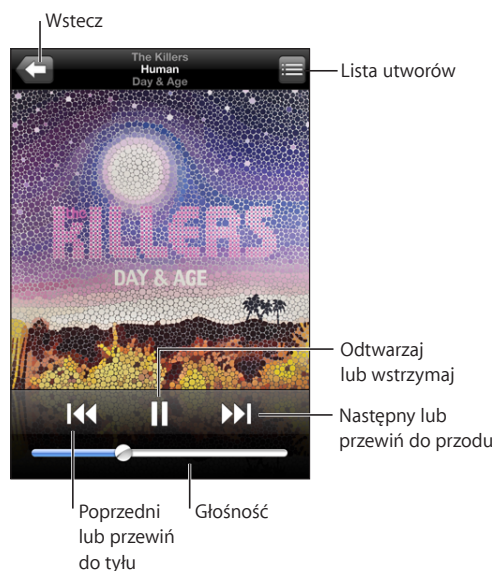 Wstecz
The Killers
Human
Day & Age
Lista utworów
THE
KILLERS
DAY & AGE
Odtwarzaj
lub wstrzymaj
Następny lub
przewiń do przodu
Poprzedni
lub przewiń
do tyłu
Głośność